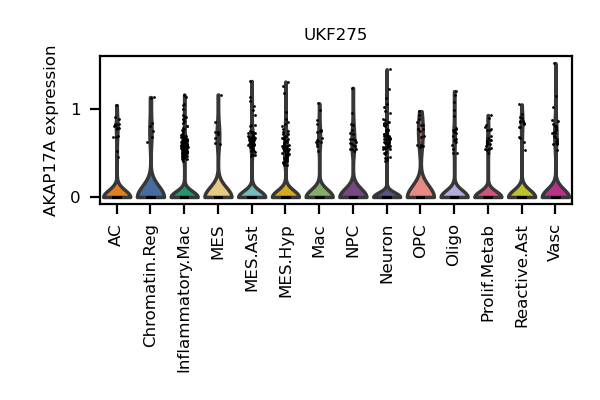 UKF275
AKAP17A expression
1
0
AC
Chromatin.Reg
Inflammatory.Mac
MES
MES.Ast
MES.Hyp
Mac
NPC
Neuron
OPC
Oligo
Prolif.Metab
Reactive.Ast
Vasc